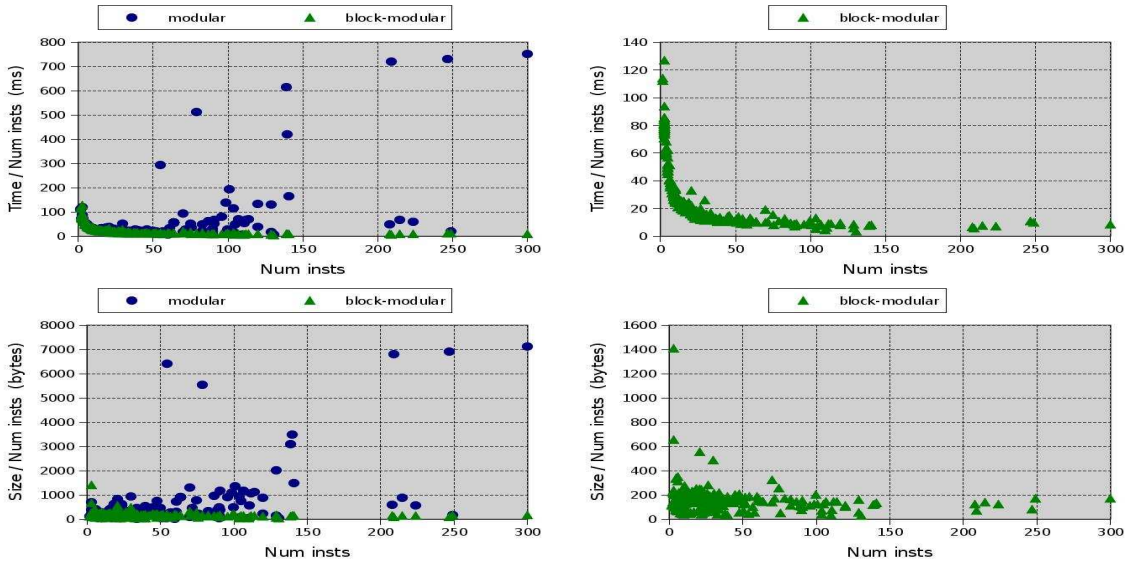 modular block-modular
800
700
600
500
400
300
200
100
0
Time / Num insts (ms)
0 50 100 150 200 250 300
Num insts
block-modular
140
120
100
80
60
40
20
0
Time / Num insts (ms)
0 50 100 150 200 250 300
Num insts
modular block-modular
8000
7000
6000
5000
4000
3000
2000
1000
0
Size / Num insts (bytes)
0 50 100 150 200 250 300
Num insts
block-modular
1600
1400
1200
1000
800
600
400
200
0
Size / Num insts (bytes)
0 50 100 150 200 250 300
Num insts